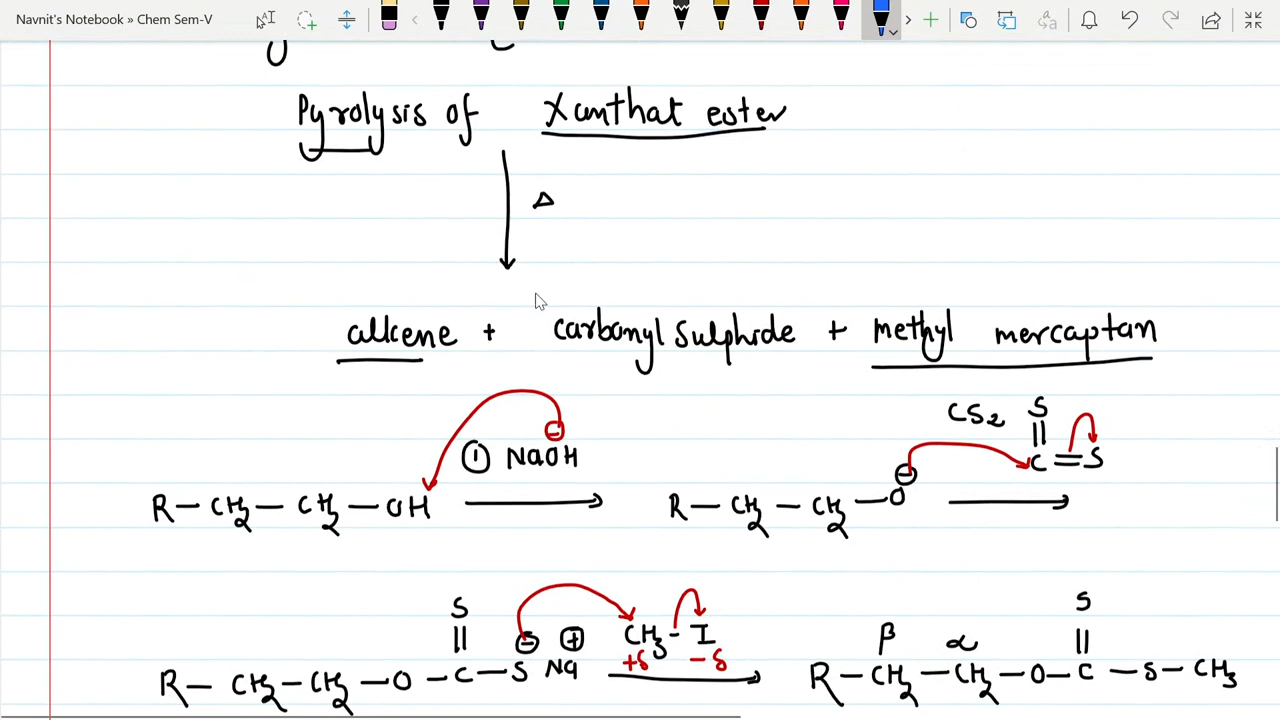 Navnit's Notebook » Chem Sem-V
Pyrolysis of Xanthat ester
Δ
alkene + carbonyl sulphide + methyl mercaptan
① NaOH ⊖
CS2
S
||
C=S
R-CH2-CH2-OH → R-CH2-CH2-O⊖ →
S
||
R-CH2-CH2-O-C-S⊖ Na⊕
CH3-I
+δ -δ
→
β α
S
||
R-CH2-CH2-O-C-S-CH3